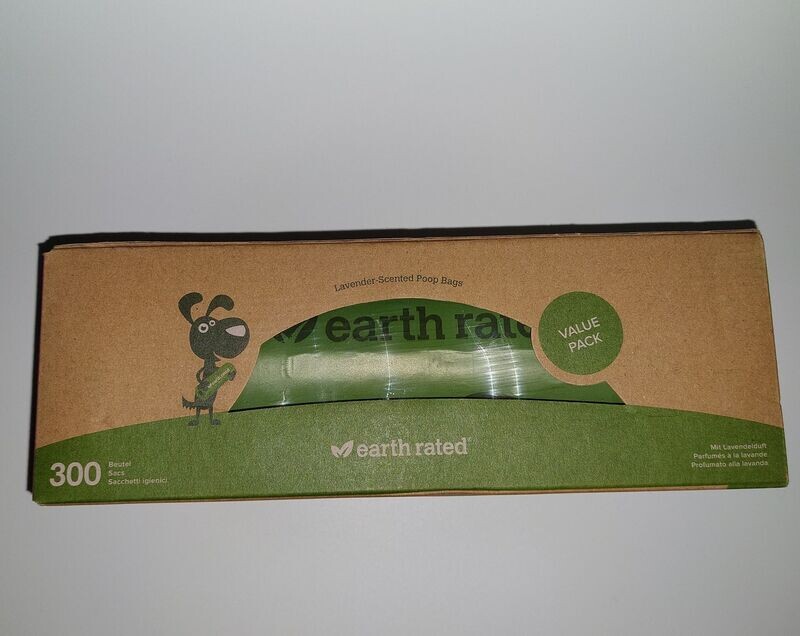 Lavender-Scented Poop Bags
earth rate
VALUE
PACK
earth rated®
300
Beutel
Sacs
Sacchetti igienici
Mit Lavendelduft
Parfumés à la lavande
Profumato alla lavanda